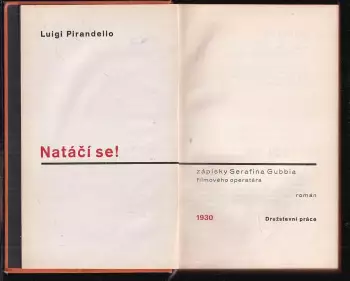 Luigi Pirandello
Natáčí se!
zápisky Serafina Gubbia
filmového operatéra
román
1930
Družstevní práce